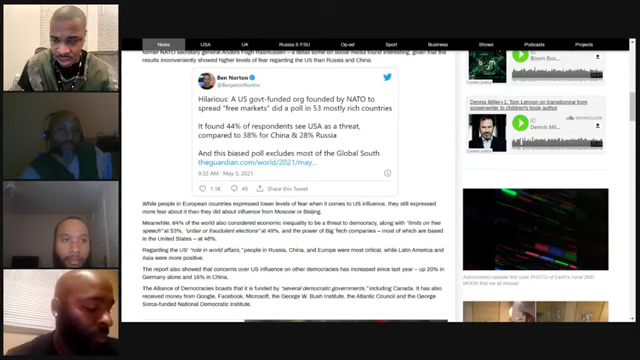 News USA UK Russia & FSU Op-ed Sport Business Shows Podcasts Projects
former NATO secretary general Anders Fogh Rasmussen – a detail some on social media found interesting, given that the
results inconveniently showed higher levels of fear regarding the US than Russia and China.
Ben Norton
@BenjaminNorton
Hilarious: A US govt-funded org founded by NATO to
spread "free markets" did a poll in 53 mostly rich countries
It found 44% of respondents see USA as a threat,
compared to 38% for China & 28% Russia
And this biased poll excludes most of the Global South
theguardian.com/world/2021/may...
9:32 AM · May 5, 2021
1.1K 45 Share this Tweet
While people in European countries expressed lower levels of fear when it comes to US influence, they still expressed
more fear about it than they did about influence from Moscow or Beijing.
Meanwhile, 64% of the world also considered economic inequality to be a threat to democracy, along with "limits on free
speech" at 53%, "unfair or fraudulent elections" at 49%, and the power of Big Tech companies – most of which are based
in the United States – at 48%.
Regarding the US' "role in world affairs," people in Russia, China, and Europe were most critical, while Latin America and
Asia were more positive.
The report also showed that concerns over US influence on other democracies has increased since last year – up 20% in
Germany alone and 16% in China.
The Alliance of Democracies boasts that it is funded by "several democratic governments," including Canada. It has also
received money from Google, Facebook, Microsoft, the George W. Bush Institute, the Atlantic Council and the George
Soros-funded National Democratic Institute.
Boom Bus...
Dennis Miller+1: Tom Lennon on transitioning from
screenwriter to children's book author
SOUNDCLOUD
Dennis Mil...
Astronomers release first color PHOTO of Earth's novel 2ND
MOON that we all missed